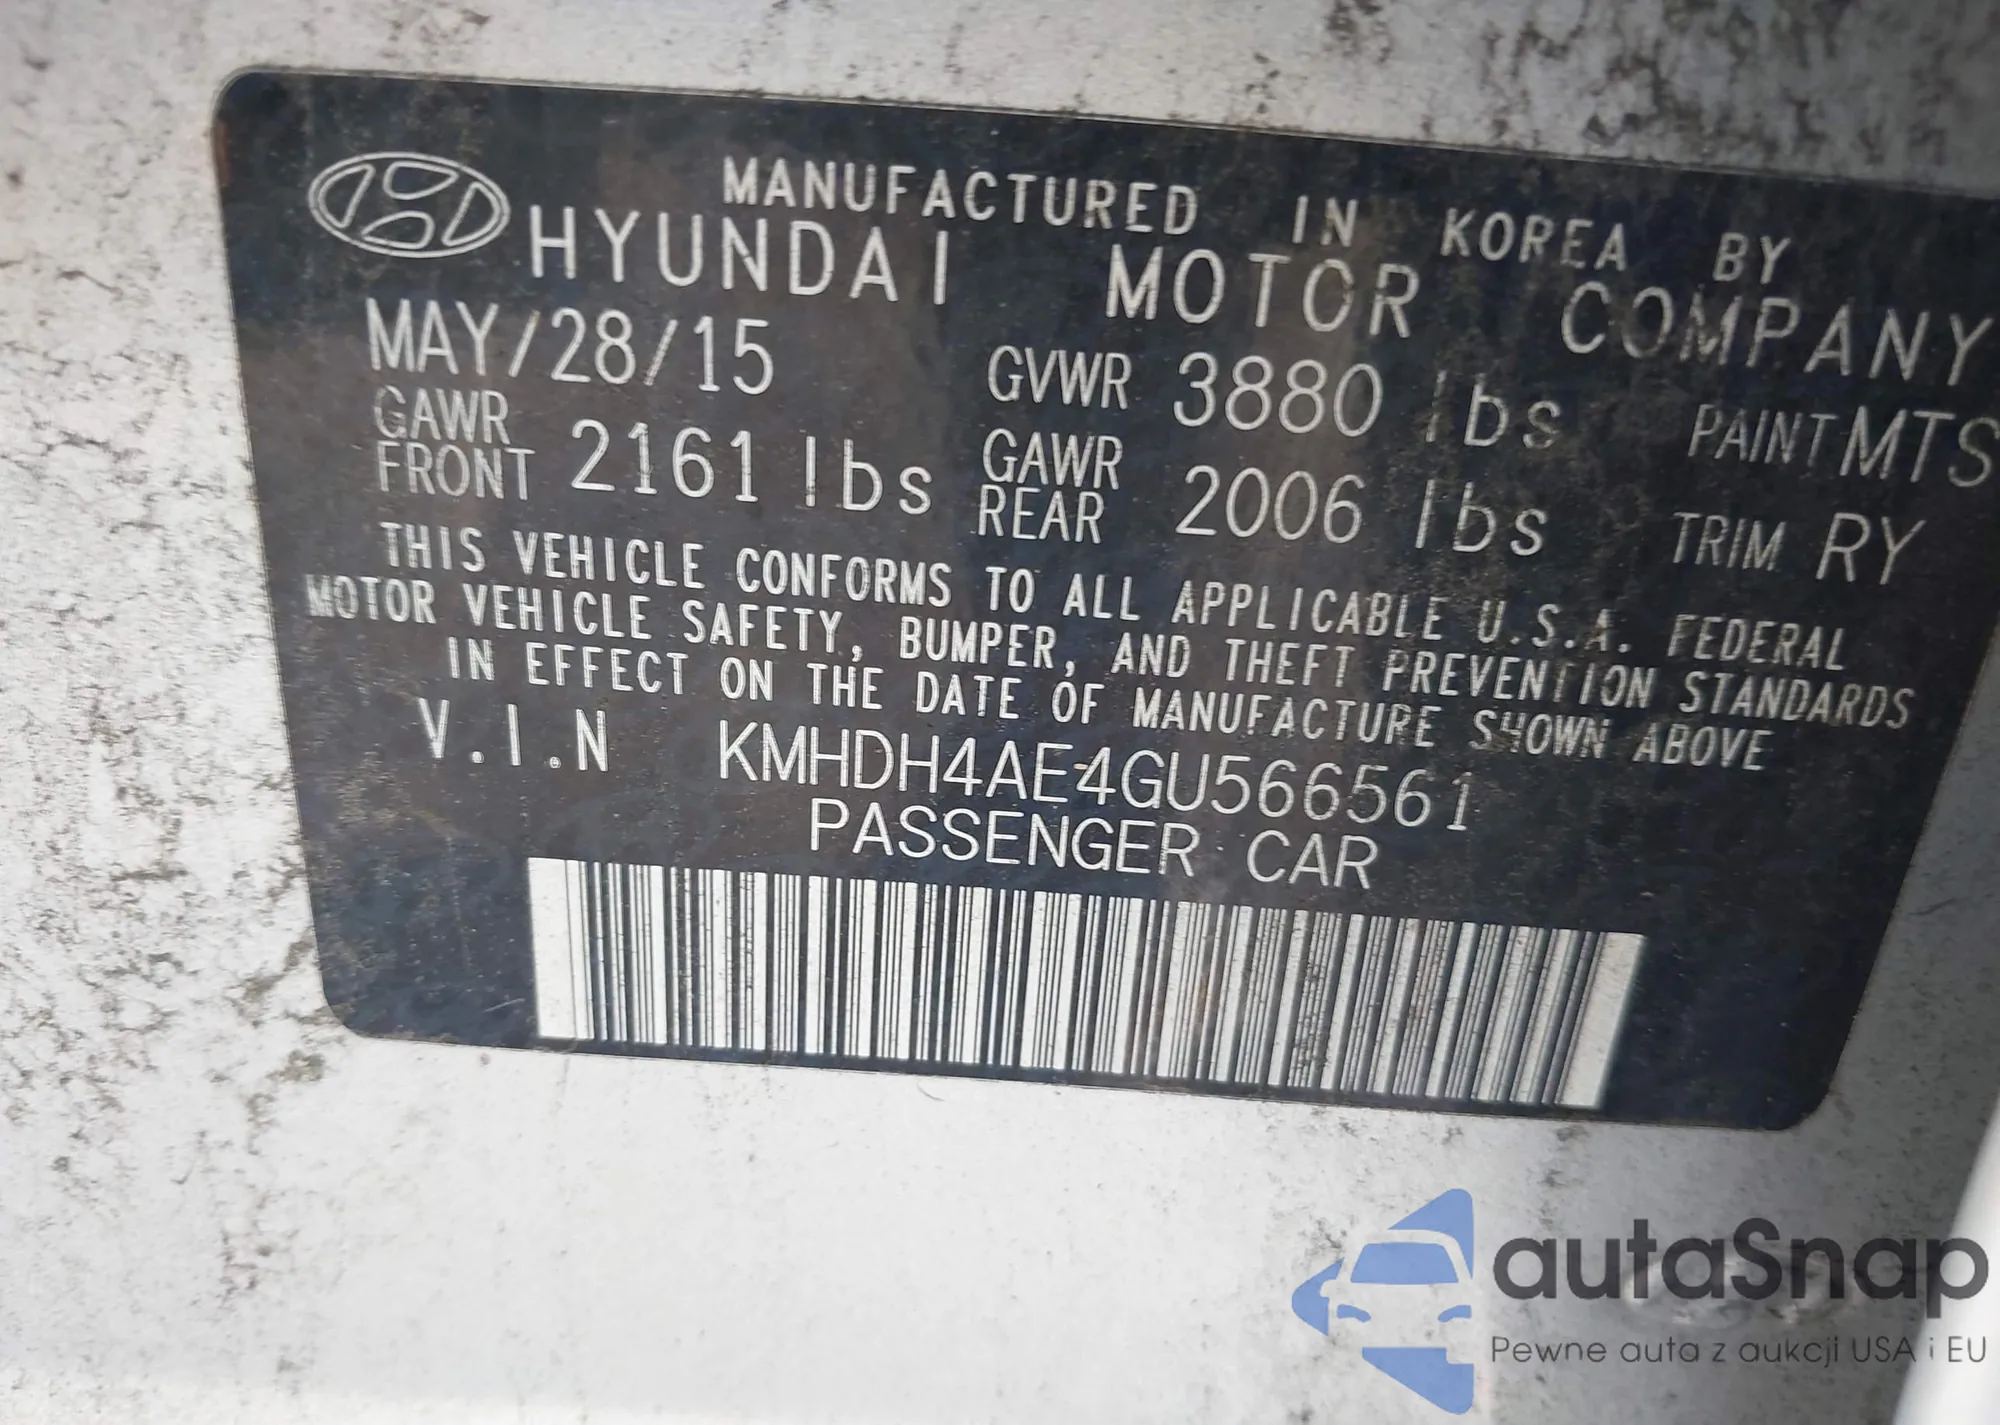 MANUFACTURED IN KOREA BY
HYUNDAI MOTOR COMPANY
MAY/28/15 GVWR 3880 lbs PAINT MTS
GAWR FRONT 2161 lbs GAWR REAR 2006 lbs TRIM RY
THIS VEHICLE CONFORMS TO ALL APPLICABLE U.S.A. FEDERAL
MOTOR VEHICLE SAFETY, BUMPER, AND THEFT PREVENTION STANDARDS
IN EFFECT ON THE DATE OF MANUFACTURE SHOWN ABOVE
V.I.N KMHDH4AE4GU566561
PASSENGER CAR
autaSnap
Pewne auta z aukcji USA i EU